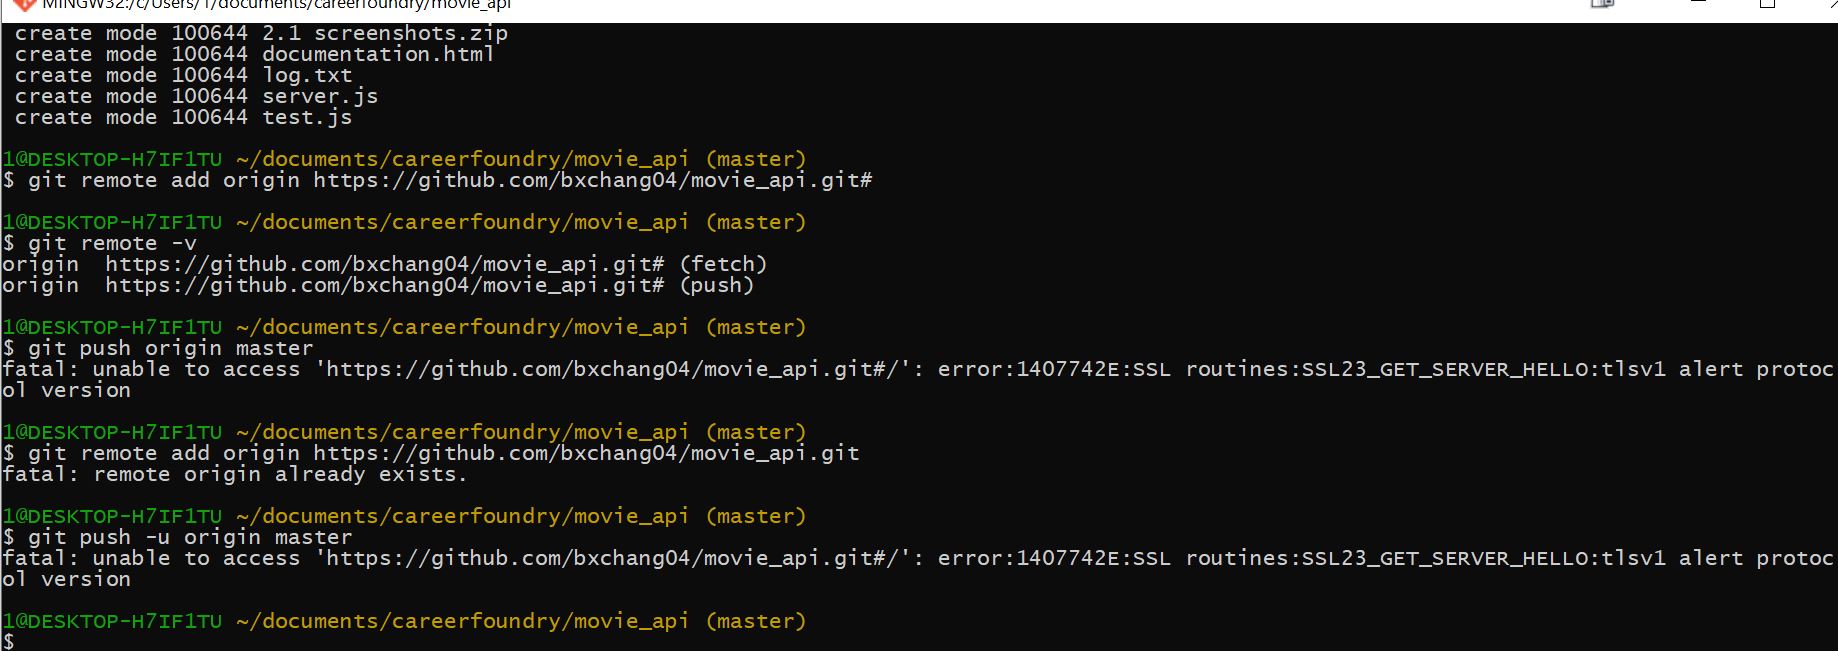 MINGW32:/c/Users/1/documents/careerfoundry/movie_api
create mode 100644 2.1 screenshots.zip
create mode 100644 documentation.html
create mode 100644 log.txt
create mode 100644 server.js
create mode 100644 test.js
1@DESKTOP-H7IF1TU ~/documents/careerfoundry/movie_api (master)
$ git remote add origin https://github.com/bxchang04/movie_api.git#
1@DESKTOP-H7IF1TU ~/documents/careerfoundry/movie_api (master)
$ git remote -v
origin  https://github.com/bxchang04/movie_api.git# (fetch)
origin  https://github.com/bxchang04/movie_api.git# (push)
1@DESKTOP-H7IF1TU ~/documents/careerfoundry/movie_api (master)
$ git push origin master
fatal: unable to access 'https://github.com/bxchang04/movie_api.git#/': error:1407742E:SSL routines:SSL23_GET_SERVER_HELLO:tlsv1 alert protoc
ol version
1@DESKTOP-H7IF1TU ~/documents/careerfoundry/movie_api (master)
$ git remote add origin https://github.com/bxchang04/movie_api.git
fatal: remote origin already exists.
1@DESKTOP-H7IF1TU ~/documents/careerfoundry/movie_api (master)
$ git push -u origin master
fatal: unable to access 'https://github.com/bxchang04/movie_api.git#/': error:1407742E:SSL routines:SSL23_GET_SERVER_HELLO:tlsv1 alert protoc
ol version
1@DESKTOP-H7IF1TU ~/documents/careerfoundry/movie_api (master)
$